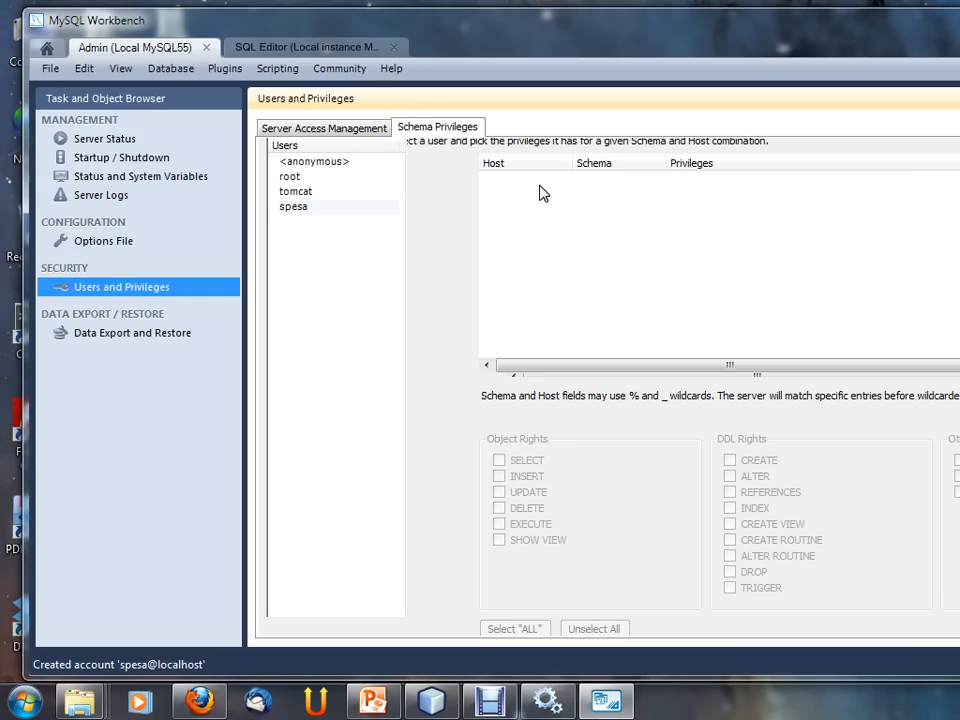 MySQL Workbench
Admin (Local MySQL55)
SQL Editor (Local instance M...
File Edit View Database Plugins Scripting Community Help
Task and Object Browser
MANAGEMENT
Server Status
Startup / Shutdown
Status and System Variables
Server Logs
CONFIGURATION
Options File
SECURITY
Users and Privileges
DATA EXPORT / RESTORE
Data Export and Restore
Users and Privileges
Server Access Management Schema Privileges
ct a user and pick the privileges it has for a given Schema and Host combination.
Users
<anonymous>
root
tomcat
spesa
Host Schema Privileges
Schema and Host fields may use % and _ wildcards. The server will match specific entries before wildcarde
Object Rights
SELECT
INSERT
UPDATE
DELETE
EXECUTE
SHOW VIEW
DDL Rights
CREATE
ALTER
REFERENCES
INDEX
CREATE VIEW
CREATE ROUTINE
ALTER ROUTINE
DROP
TRIGGER
Ot
Select "ALL" Unselect All
Created account 'spesa@localhost'